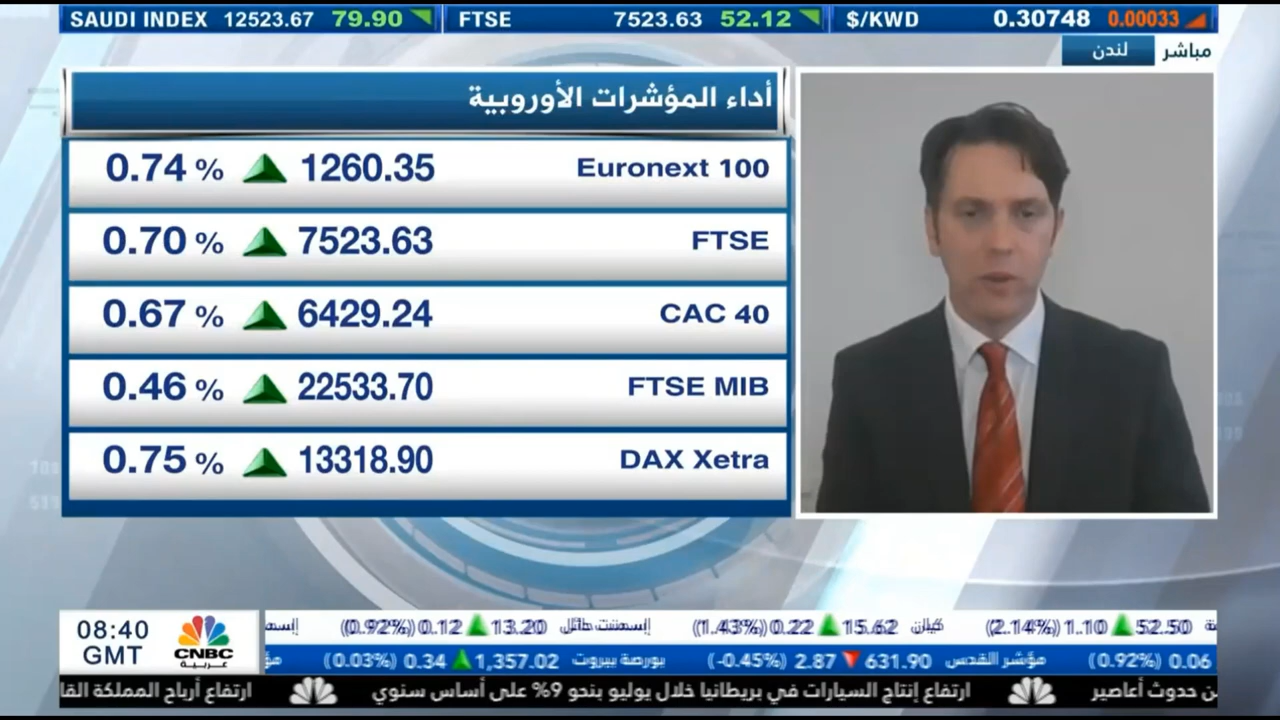 SAUDI INDEX 12523.67 79.90 FTSE 7523.63 52.12 $/KWD 0.30748 0.00033
مباشر لندن
أداء المؤشرات الأوروبية
Euronext 100 1260.35 0.74 %
FTSE 7523.63 0.70 %
CAC 40 6429.24 0.67 %
FTSE MIB 22533.70 0.46 %
DAX Xetra 13318.90 0.75 %
08:40
GMT
CNBC
عربية
52.50 1.10 (2.14%) كيان 15.62 0.22 (1.43%) إسمنت حائل 13.20 0.12 (0.92%)
0.06 (0.92%) مؤشر القدس 631.90 2.87 (-0.45%) بورصة بيروت 1,357.02 0.34 (0.03%)
حدوث أعاصير ارتفاع إنتاج السيارات في بريطانيا خلال يوليو بنحو 9% على أساس سنوي ارتفاع أرباح المملكة